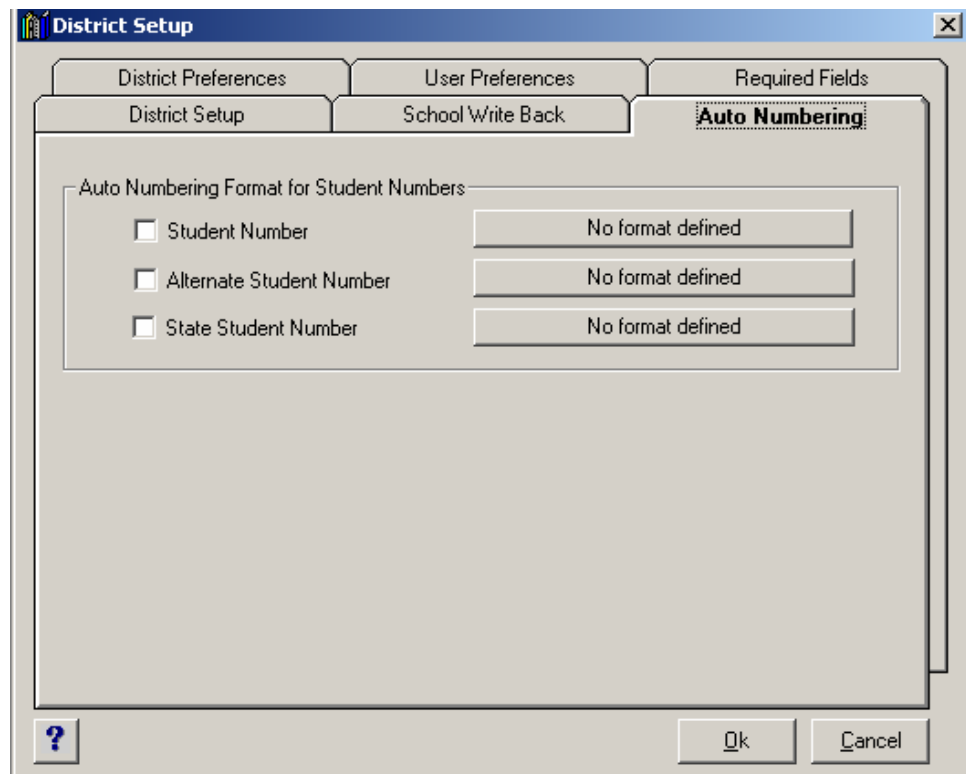 District Setup
District Preferences User Preferences Required Fields
District Setup School Write Back Auto Numbering
Auto Numbering Format for Student Numbers
Student Number No format defined
Alternate Student Number No format defined
State Student Number No format defined
? Ok Cancel